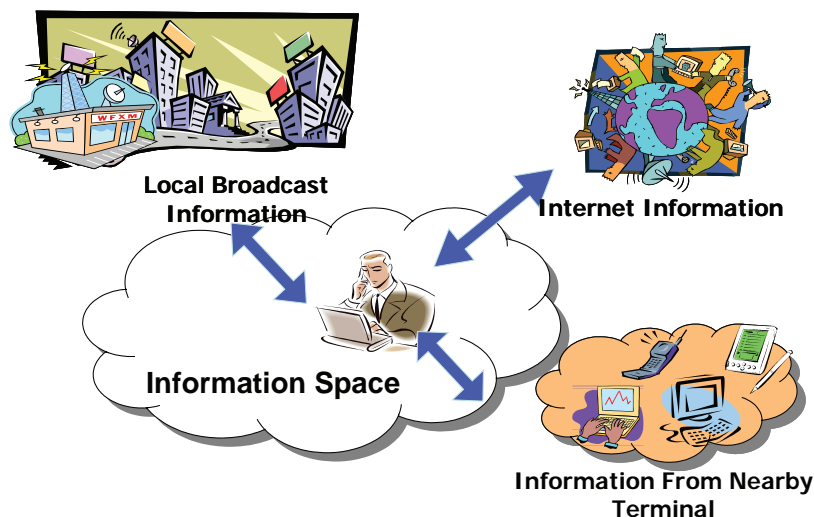 WFXM
Local Broadcast
Information
Internet Information
Information Space
Information From Nearby
Terminal